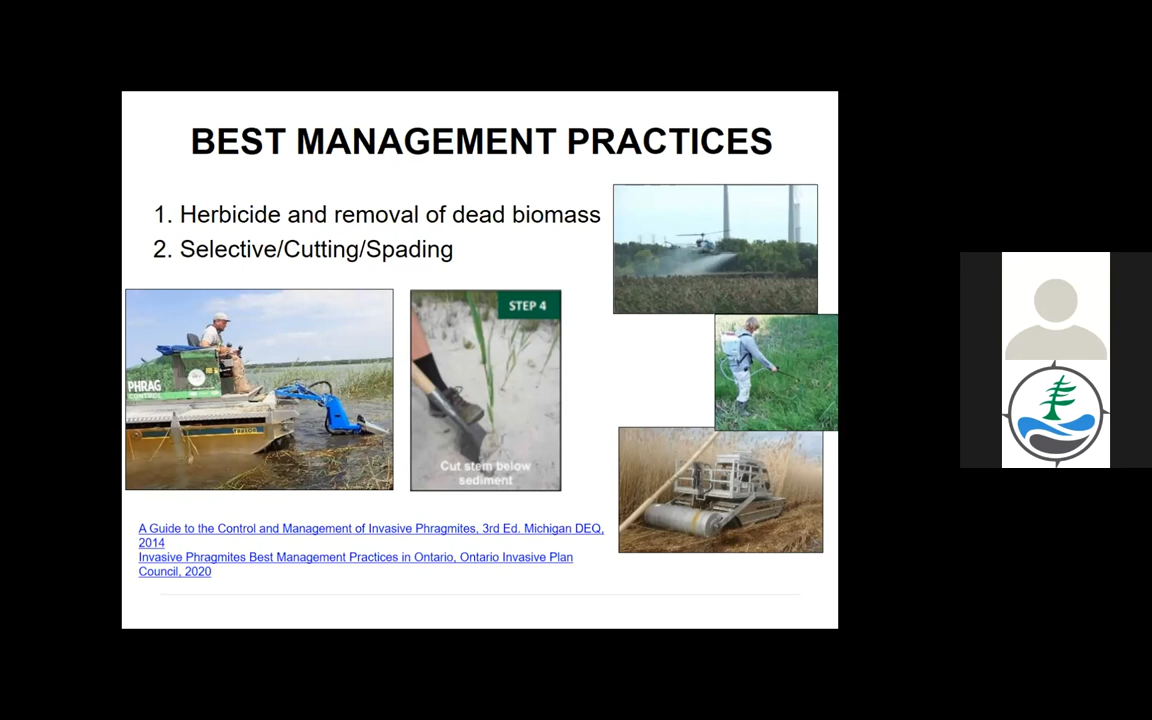 BEST MANAGEMENT PRACTICES
1. Herbicide and removal of dead biomass
2. Selective/Cutting/Spading
STEP 4
PHRAG
CONTROL
Cut stem below
sediment
A Guide to the Control and Management of Invasive Phragmites, 3rd Ed. Michigan DEQ,
2014
Invasive Phragmites Best Management Practices in Ontario, Ontario Invasive Plan
Council, 2020